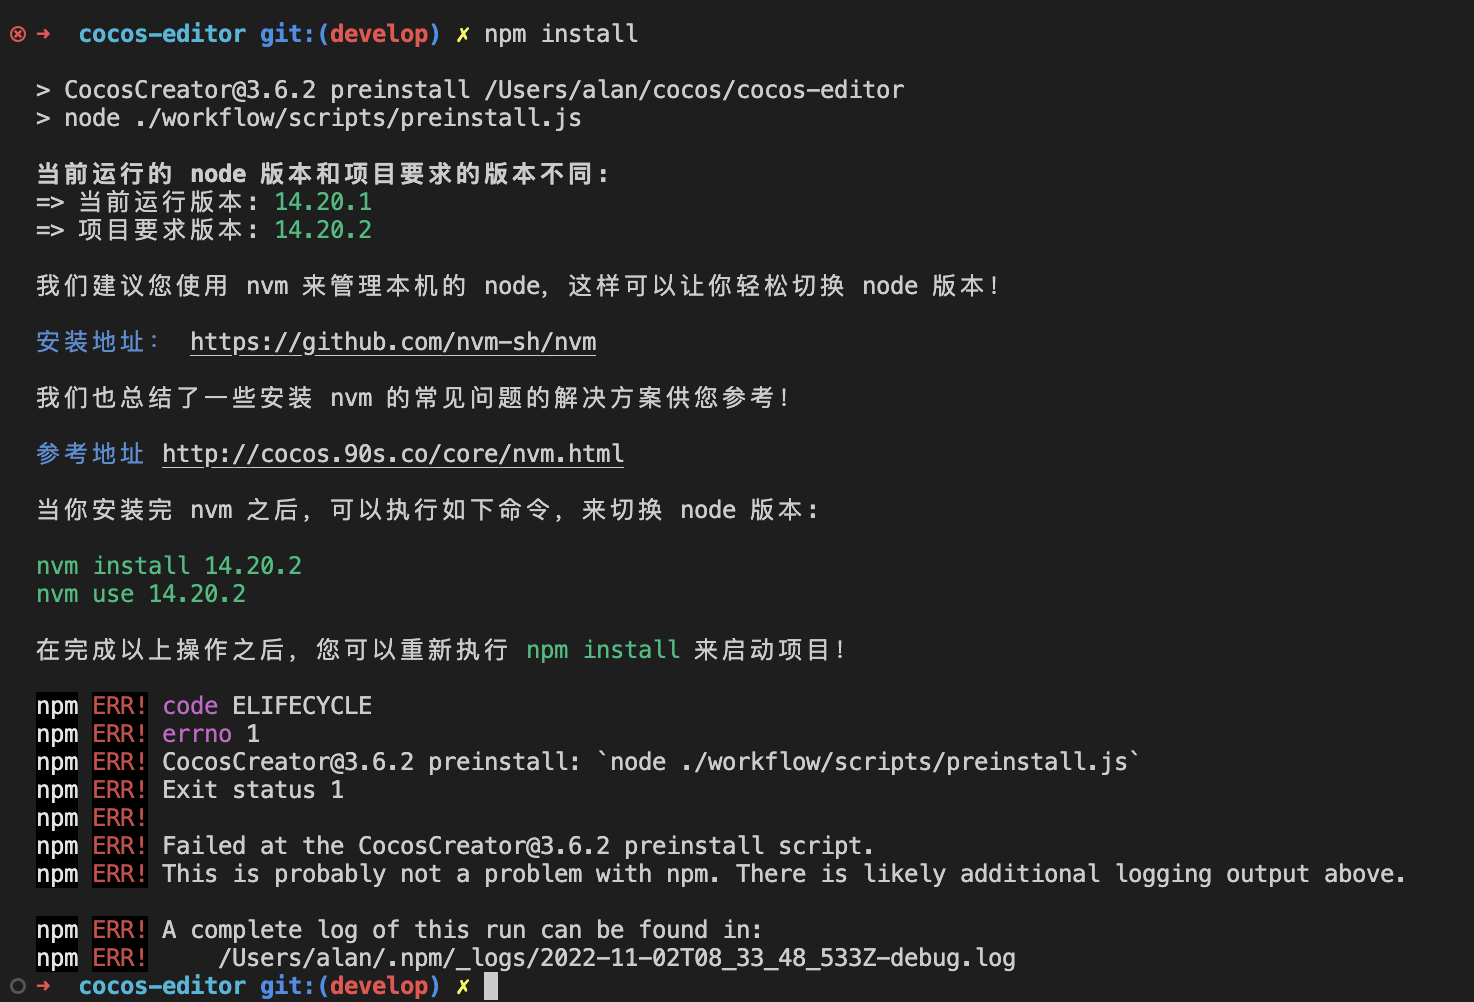 ➜  cocos-editor git:(develop) ✗ npm install
> CocosCreator@3.6.2 preinstall /Users/alan/cocos/cocos-editor
> node ./workflow/scripts/preinstall.js
当前运行的 node 版本和项目要求的版本不同:
=> 当前运行版本: 14.20.1
=> 项目要求版本: 14.20.2
我们建议您使用 nvm 来管理本机的 node, 这样可以让你轻松切换 node 版本!
安装地址:  https://github.com/nvm-sh/nvm
我们也总结了一些安装 nvm 的常见问题的解决方案供您参考!
参考地址 http://cocos.90s.co/core/nvm.html
当你安装完 nvm 之后, 可以执行如下命令, 来切换 node 版本:
nvm install 14.20.2
nvm use 14.20.2
在完成以上操作之后, 您可以重新执行 npm install 来启动项目!
npm ERR! code ELIFECYCLE
npm ERR! errno 1
npm ERR! CocosCreator@3.6.2 preinstall: `node ./workflow/scripts/preinstall.js`
npm ERR! Exit status 1
npm ERR!
npm ERR! Failed at the CocosCreator@3.6.2 preinstall script.
npm ERR! This is probably not a problem with npm. There is likely additional logging output above.
npm ERR! A complete log of this run can be found in:
npm ERR!     /Users/alan/.npm/_logs/2022-11-02T08_33_48_533Z-debug.log
➜  cocos-editor git:(develop) ✗